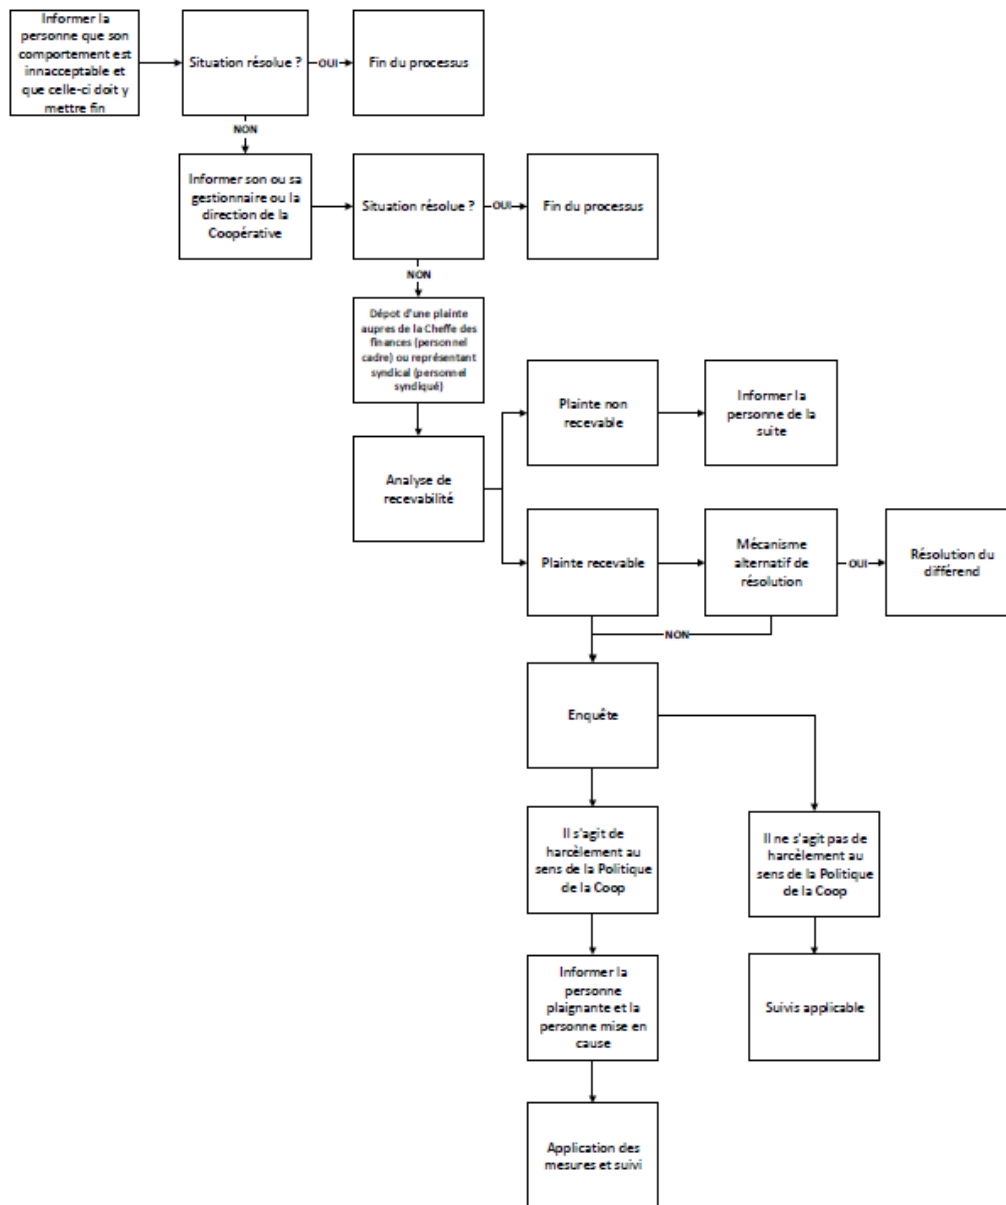 Informer la
personne que son
comportement est
innacceptable et
que celle-ci doit y
mettre fin
Situation résolue ?
OUI
Fin du processus
NON
Informer son ou sa
gestionnaire ou la
direction de la
Coopérative
Situation résolue ?
OUI
Fin du processus
NON
Dépot d'une plainte
aupres de la Cheffe des
finances (personnel
cadre) ou représentant
syndical (personnel
syndiqué)
Plainte non
recevable
Informer la
personne de la
suite
Analyse de
recevabilité
Plainte recevable
Mécanisme
alternatif de
résolution
OUI
Résolution du
différend
NON
Enquête
Il s'agit de
harcèlement au
sens de la Politique
de la Coop
Il ne s'agit pas de
harcèlement au
sens de la Politique
de la Coop
Informer la
personne
plaignante et la
personne mise en
cause
Suivis applicable
Application des
mesures et suivi